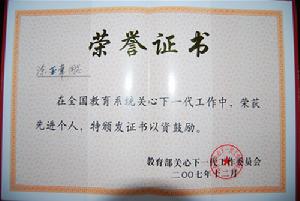 荣誉证书
同志
在全国教育系统关心下一代工作中，荣获
先进个人，特颁发证书以资鼓励。
教育部关心下一代工作委员会
二〇〇七年十二月